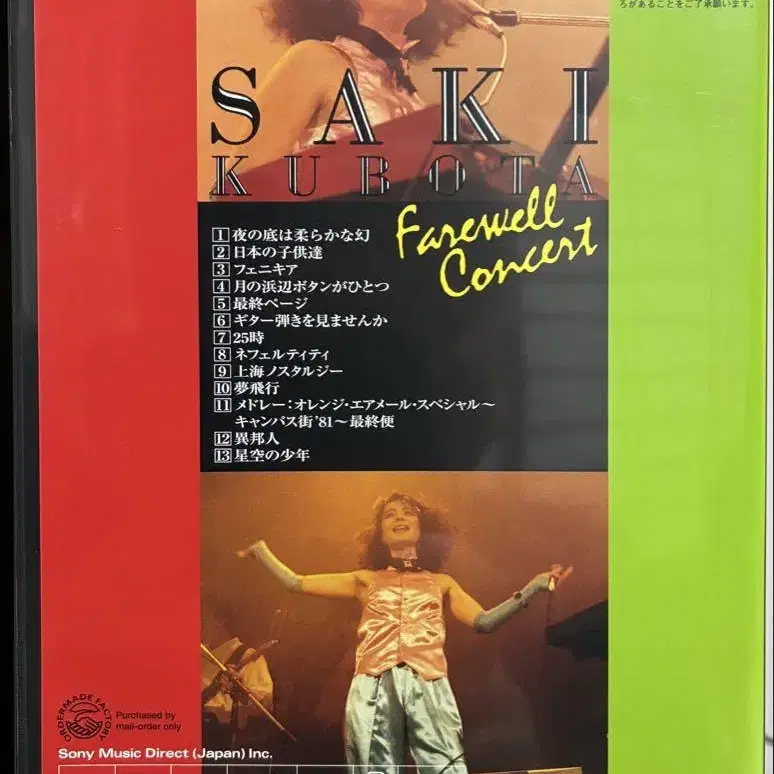 ろがあることをご了承願います。
SAKI
KUBOTA
Farewell
Concert
1 夜の底は柔らかな幻
2 日本の子供達
3 フェニキア
4 月の浜辺ボタンがひとつ
5 最終ページ
6 ギター弾きを見ませんか
7 25時
8 ネフェルティティ
9 上海ノスタルジー
10 夢飛行
11 メドレー:オレンジ・エアメール・スペシャル〜
キャンパス街'81〜最終便
12 異邦人
13 星空の少年
ORDERMADE FACTORY
Purchased by
mail-order only
Sony Music Direct (Japan) Inc.